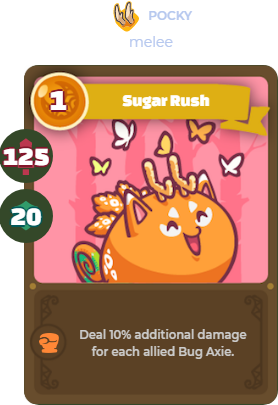 POCKY
melee
1
Sugar Rush
125
20
Deal 10% additional damage
for each allied Bug Axie.